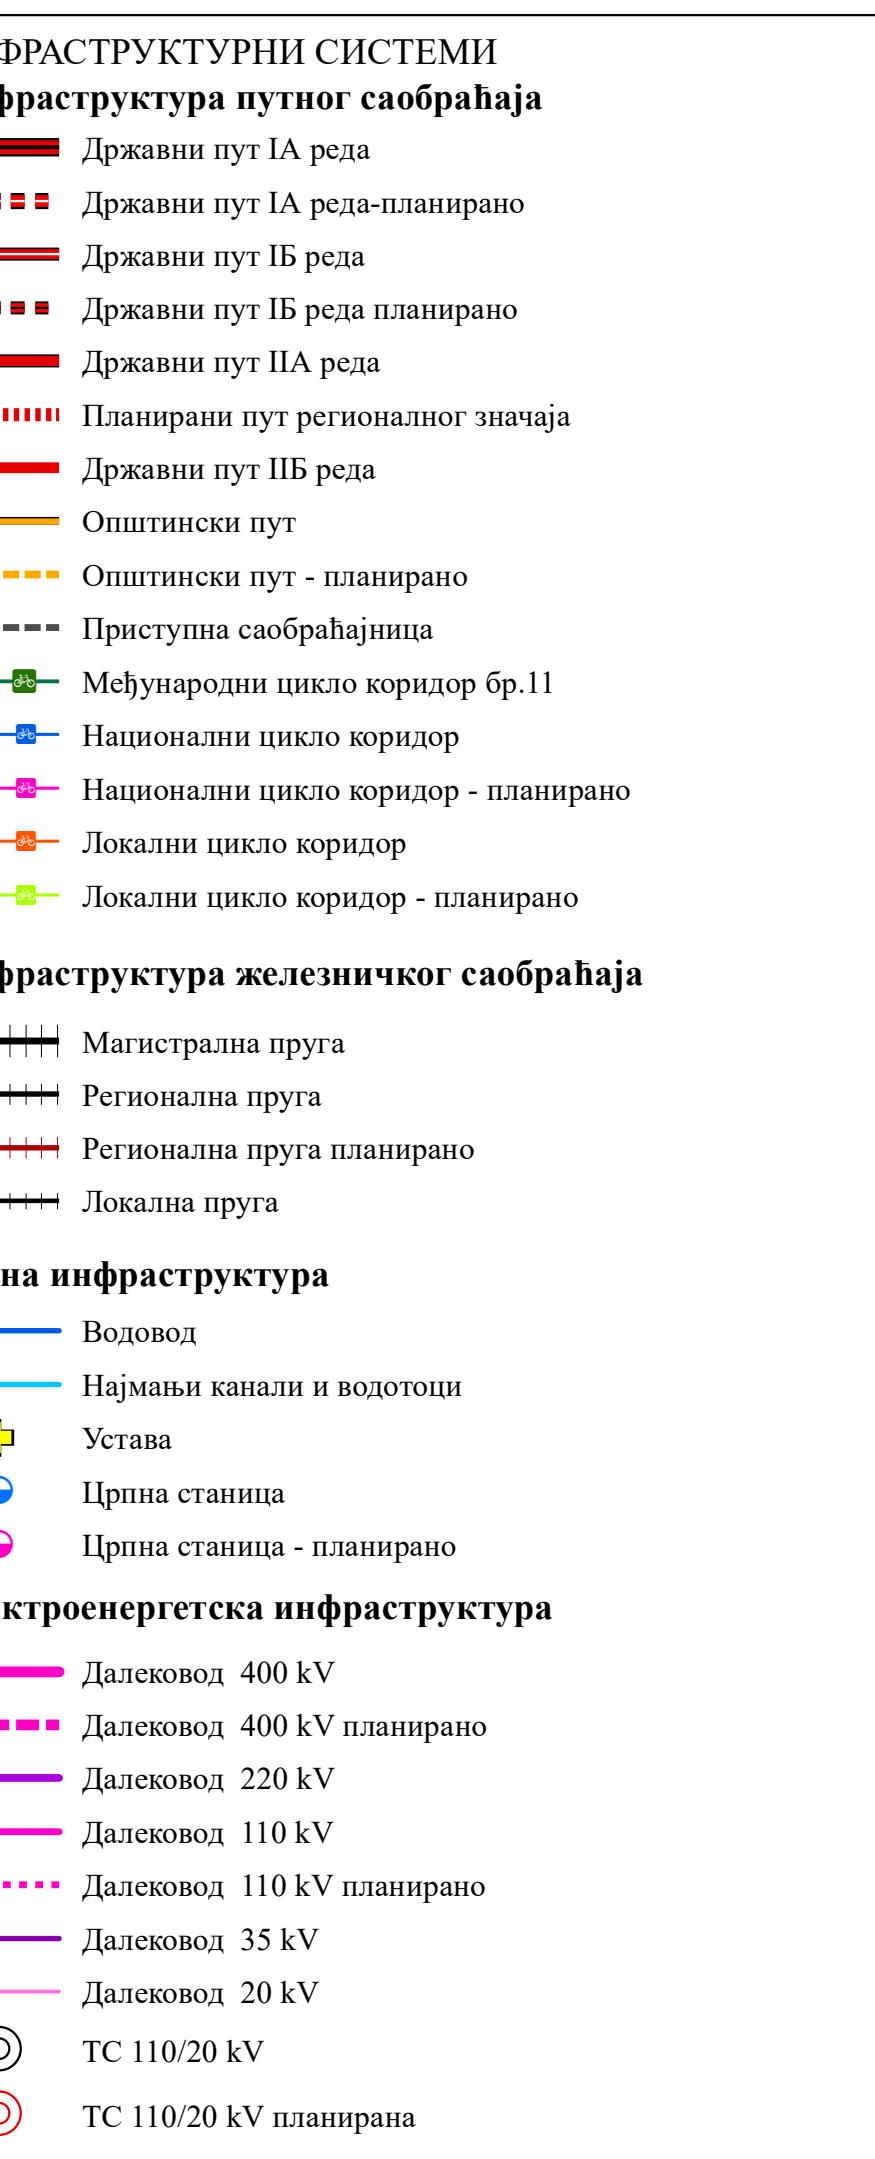 ФРАСТРУКТУРНИ СИСТЕМИ
фраструктура путног саобраћаја
Државни пут IА реда
Државни пут IА реда-планирано
Државни пут IБ реда
Државни пут IБ реда планирано
Државни пут IIА реда
Планирани пут регионалног значаја
Државни пут IIБ реда
Општински пут
Општински пут - планирано
Приступна саобраћајница
Међународни цикло коридор бр.11
Национални цикло коридор
Национални цикло коридор - планирано
Локални цикло коридор
Локални цикло коридор - планирано
фраструктура железничког саобраћаја
Магистрална пруга
Регионална пруга
Регионална пруга планирано
Локална пруга
на инфраструктура
Водовод
Најмањи канали и водотоци
Устава
Црпна станица
Црпна станица - планирано
ктроенергетска инфраструктура
Далековод 400 kV
Далековод 400 kV планирано
Далековод 220 kV
Далековод 110 kV
Далековод 110 kV планирано
Далековод 35 kV
Далековод 20 kV
ТС 110/20 kV
ТС 110/20 kV планирана